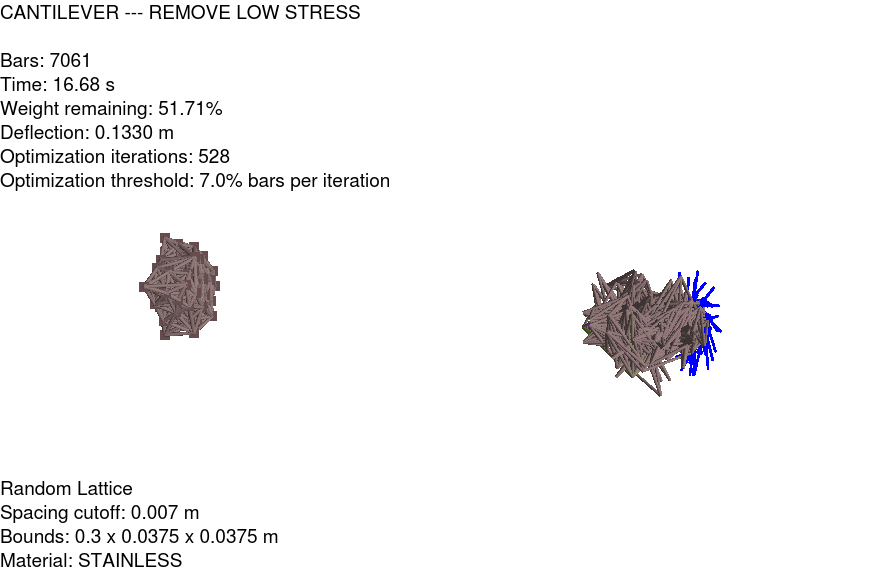 CANTILEVER --- REMOVE LOW STRESS
Bars: 7061
Time: 16.68 s
Weight remaining: 51.71%
Deflection: 0.1330 m
Optimization iterations: 528
Optimization threshold: 7.0% bars per iteration
Random Lattice
Spacing cutoff: 0.007 m
Bounds: 0.3 x 0.0375 x 0.0375 m
Material: STAINLESS